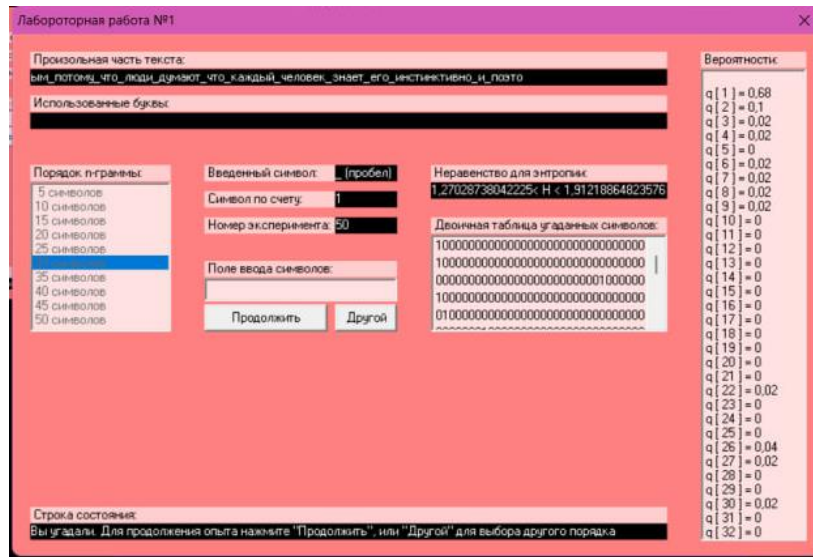 Лабороторная работа №1
Произвольная часть текста:
ым_потому_что_люди_думают_что_каждый_человек_знает_его_инстинктивно_и_поэто
Использованные буквы:
Порядок n-граммы:
5 символов
10 символов
15 символов
20 символов
25 символов
35 символов
40 символов
45 символов
50 символов
Введенный символ: _ (пробел)
Символ по счету: 1
Номер эксперимента: 50
Поле ввода символов:
Продолжить Другой
Неравенство для энтропии:
1,27028738042225< H < 1,91218864823576
Двоичная таблица угаданных символов:
10000000000000000000000000000000
10000000000000000000000000000000
00000000000000000000000001000000
10000000000000000000000000000000
01000000000000000000000000000000
Вероятности:
q[ 1 ] = 0,68
q[ 2 ] = 0,1
q[ 3 ] = 0,02
q[ 4 ] = 0,02
q[ 5 ] = 0
q[ 6 ] = 0,02
q[ 7 ] = 0,02
q[ 8 ] = 0,02
q[ 9 ] = 0,02
q[ 10 ] = 0
q[ 11 ] = 0
q[ 12 ] = 0
q[ 13 ] = 0
q[ 14 ] = 0
q[ 15 ] = 0
q[ 16 ] = 0
q[ 17 ] = 0
q[ 18 ] = 0
q[ 19 ] = 0
q[ 20 ] = 0
q[ 21 ] = 0
q[ 22 ] = 0,02
q[ 23 ] = 0
q[ 24 ] = 0
q[ 25 ] = 0
q[ 26 ] = 0,04
q[ 27 ] = 0,02
q[ 28 ] = 0
q[ 29 ] = 0
q[ 30 ] = 0,02
q[ 31 ] = 0
q[ 32 ] = 0
Строка состояния:
Вы угадали. Для продолжения опыта нажмите "Продолжить", или "Другой" для выбора другого порядка